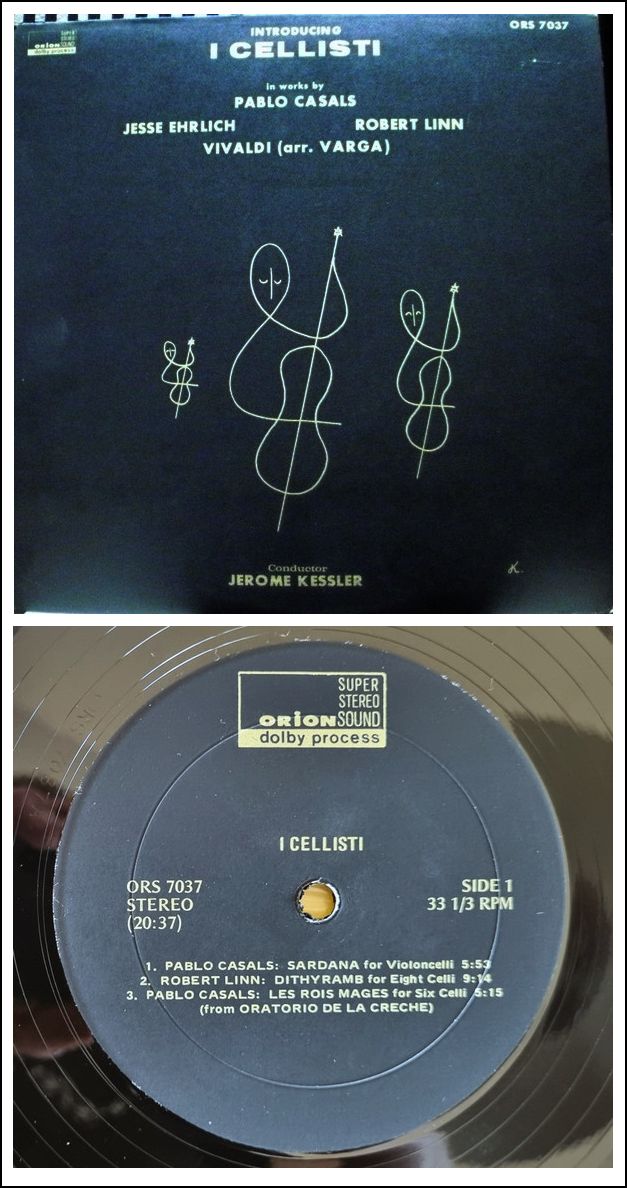 SUPER
STEREO
ORION SOUND
dolby process
INTRODUCING
I CELLISTI
ORS 7037
in works by
PABLO CASALS
JESSE EHRLICH ROBERT LINN
VIVALDI (arr. VARGA)
Conductor
JEROME KESSLER
K.
SUPER
STEREO
ORION SOUND
dolby process
I CELLISTI
ORS 7037
STEREO
(20:37)
SIDE 1
33 1/3 RPM
1. PABLO CASALS: SARDANA for Violoncelli 5:53
2. ROBERT LINN: DITHYRAMB for Eight Celli 9:14
3. PABLO CASALS: LES ROIS MAGES for Six Celli 5:15
(from ORATORIO DE LA CRECHE)